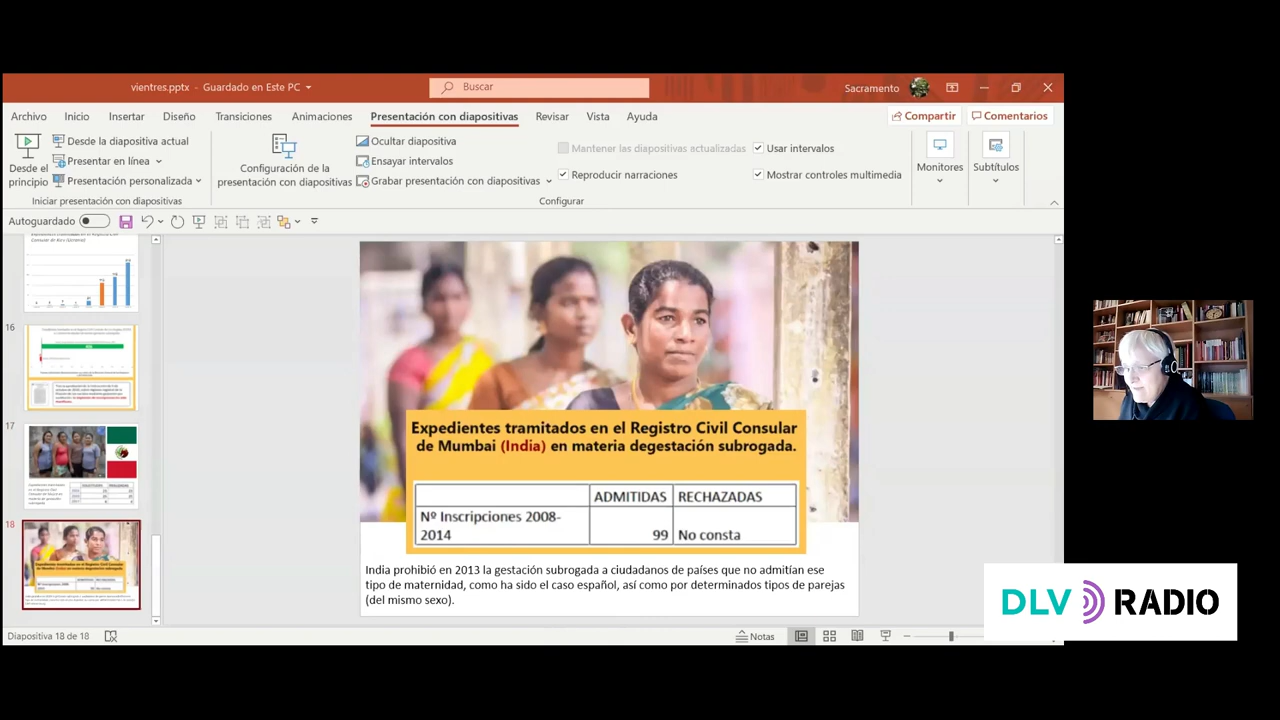 vientres.pptx - Guardado en Este PC
Buscar
Sacramento
Archivo Inicio Insertar Diseño Transiciones Animaciones Presentación con diapositivas Revisar Vista Ayuda Compartir Comentarios
Desde el principio
Desde la diapositiva actual
Presentar en línea
Presentación personalizada
Iniciar presentación con diapositivas
Configuración de la
presentación con diapositivas
Ocultar diapositiva
Ensayar intervalos
Grabar presentación con diapositivas
Mantener las diapositivas actualizadas
Reproducir narraciones
Usar intervalos
Mostrar controles multimedia
Configurar
Monitores
Subtítulos
Autoguardado
16
17
18
Expedientes tramitados en el Registro Civil Consular
de Mumbai (India) en materia degestación subrogada.
ADMITIDAS RECHAZADAS
Nº Inscripciones 2008-
2014 99 No consta
India prohibió en 2013 la gestación subrogada a ciudadanos de países que no admitían ese
tipo de maternidad, como ha sido el caso español, así como por determinados tipos de parejas
(del mismo sexo).
Diapositiva 18 de 18
Notas
DLV RADIO